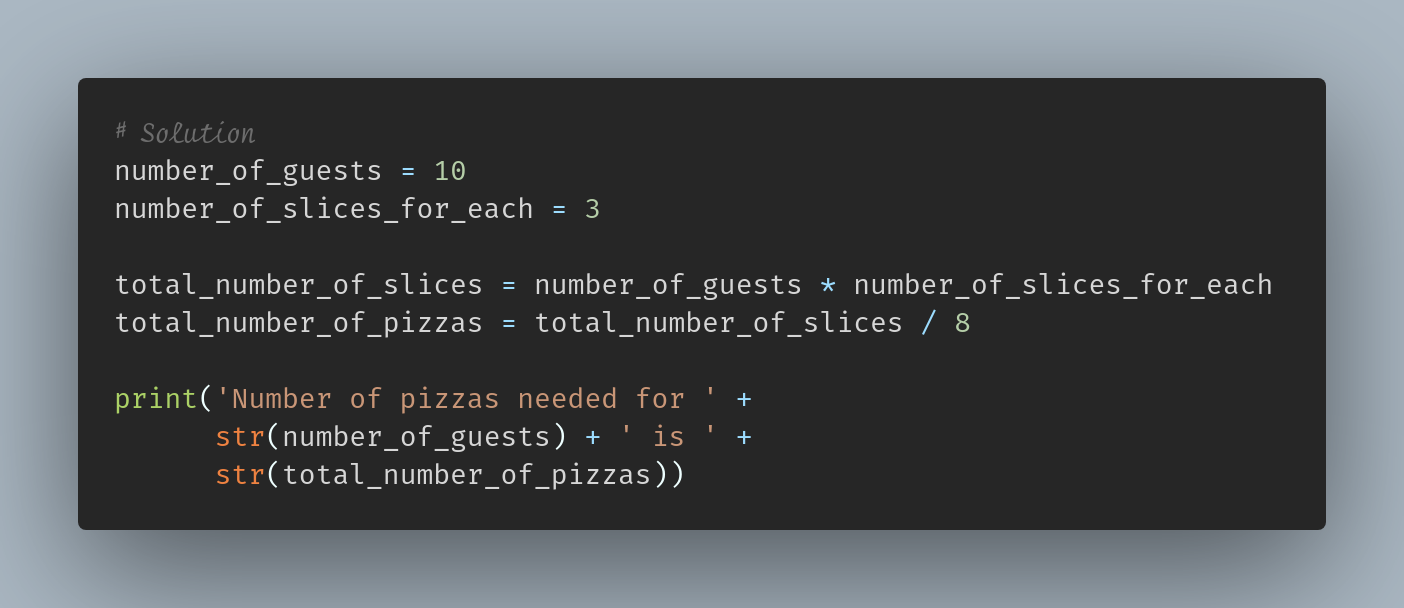 # Solution
number_of_guests = 10
number_of_slices_for_each = 3

total_number_of_slices = number_of_guests * number_of_slices_for_each
total_number_of_pizzas = total_number_of_slices / 8

print('Number of pizzas needed for ' +
      str(number_of_guests) + ' is ' +
      str(total_number_of_pizzas))